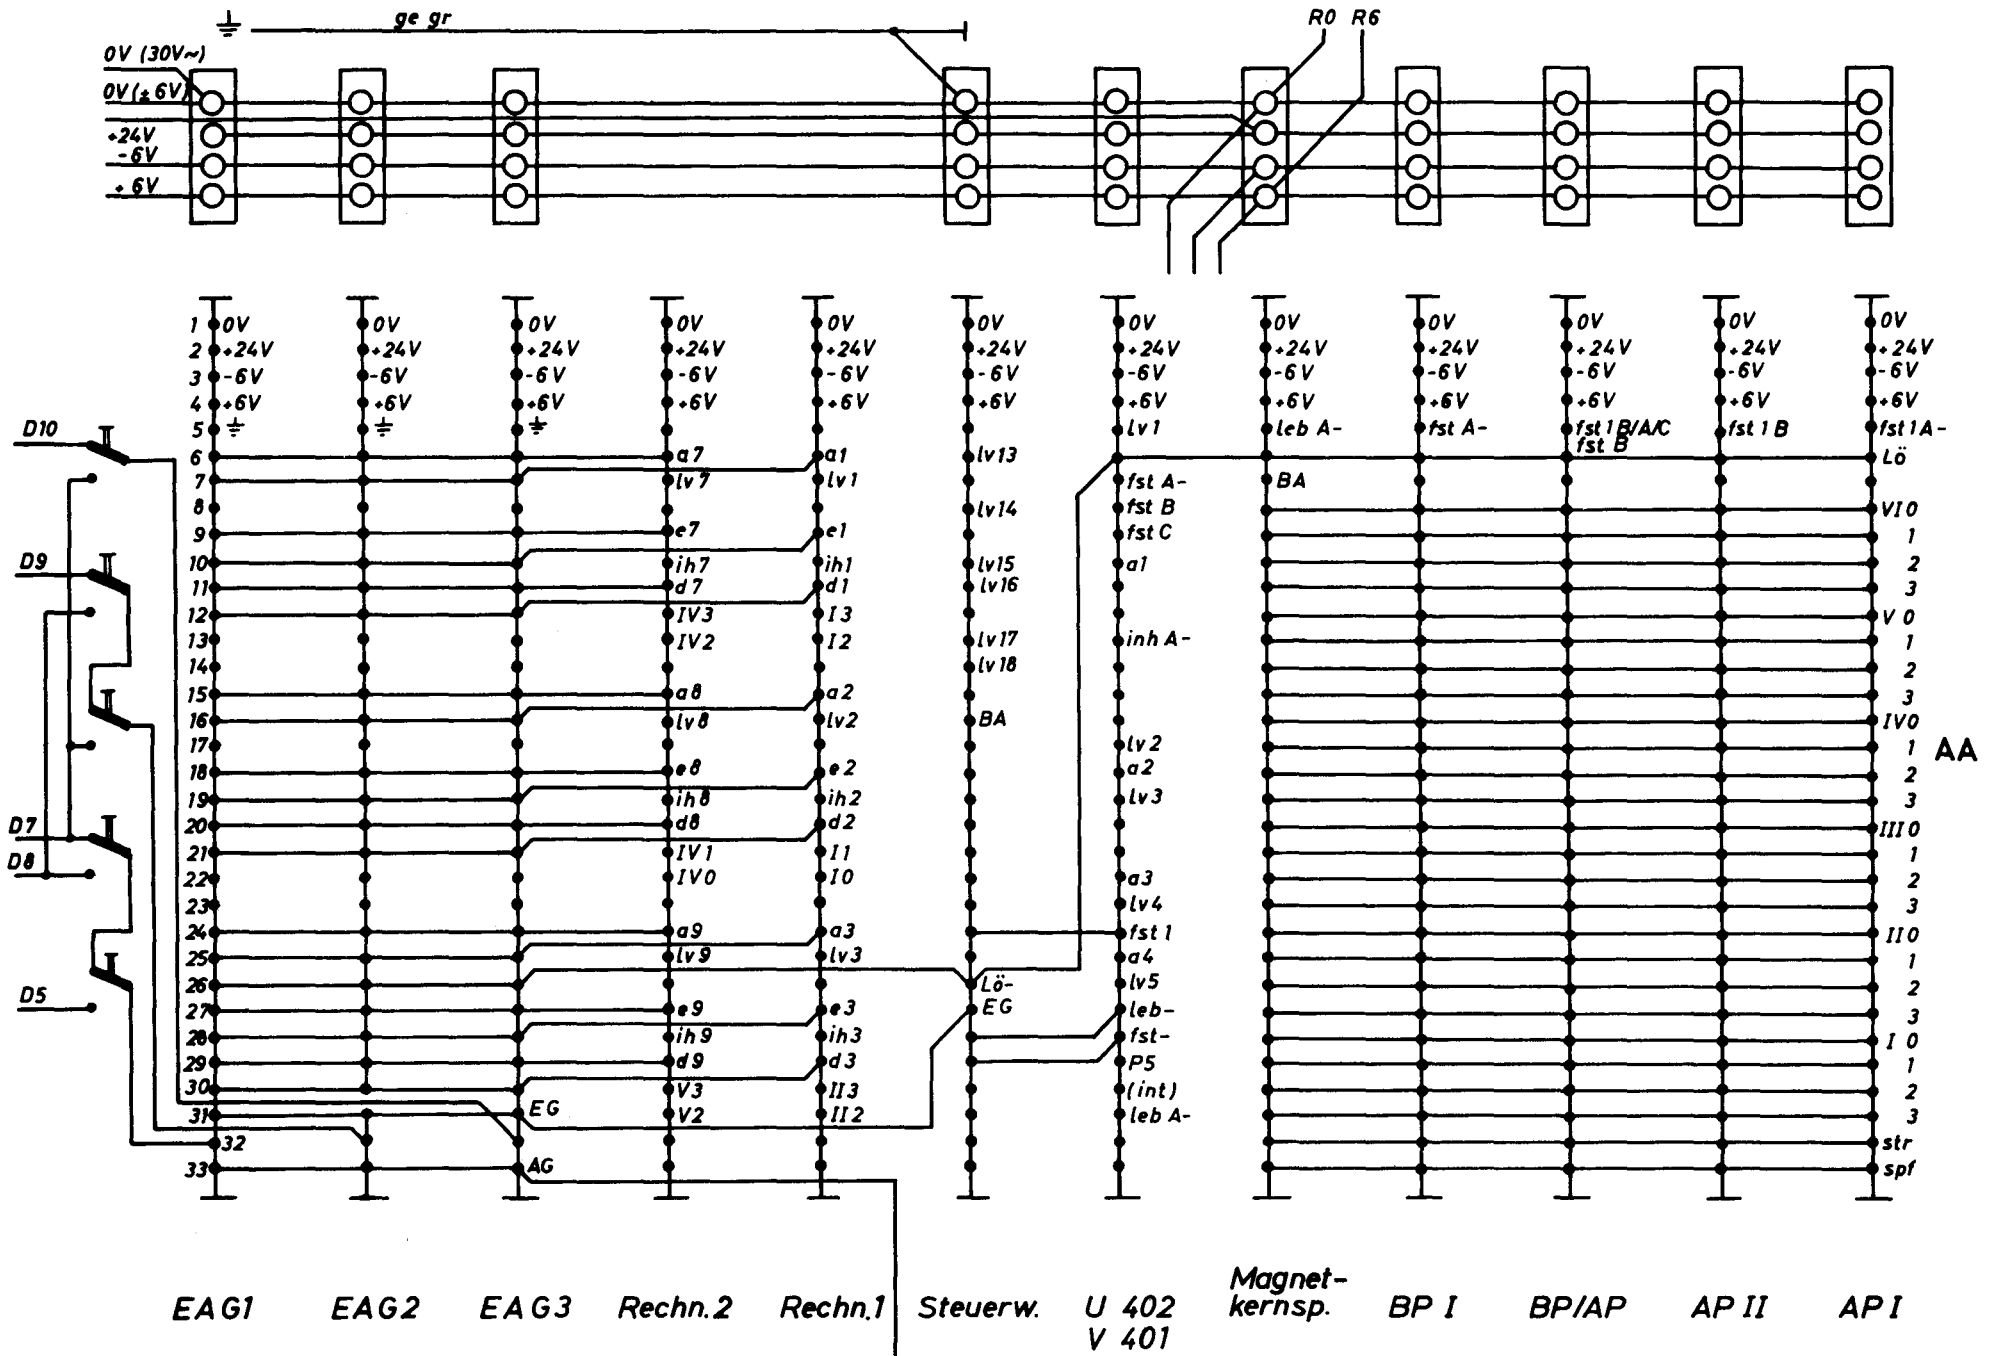 ge gr R0 R6
0V (30V~)
0V (±6V)
+24V
-6V
+6V
1 0V 0V 0V 0V 0V 0V 0V 0V 0V 0V 0V 0V
2 +24V +24V +24V +24V +24V +24V +24V +24V +24V +24V +24V +24V
3 -6V -6V -6V -6V -6V -6V -6V -6V -6V -6V -6V -6V
4 +6V +6V +6V +6V +6V +6V +6V +6V +6V +6V +6V +6V
D10 5 lv1 leb A- fst A- fst1B/A/C fst 1B fst1A-
fst B
6 a7 a1 lv13 Lö
7 lv7 lv1 fst A- BA
8 lv14 fst B VI0
9 e7 e1 fst C 1
D9 10 ih7 ih1 lv15 a1 2
11 d7 d1 lv16 3
12 IV3 I3 V 0
13 IV2 I2 lv17 inh A- 1
14 lv18 2
15 a8 a2 3
16 lv8 lv2 BA IV0
17 lv2 1 AA
18 e8 e2 a2 2
19 ih8 ih2 lv3 3
D7 20 d8 d2 III0
21 IV1 I1 1
D8 22 IV0 I0 a3 2
23 lv4 3
24 a9 a3 fst1 II0
25 lv9 lv3 a4 1
26 Lö- lv5 2
D5 27 e9 e3 EG leb- 3
28 ih9 ih3 fst- I 0
29 d9 d3 P5 1
30 V3 II3 (int) 2
31 EG V2 II2 leb A- 3
32 str
33 AG spf
EAG1 EAG2 EAG3 Rechn.2 Rechn.1 Steuerw. U 402 Magnet- BP I BP/AP AP II AP I
V 401 kernsp.